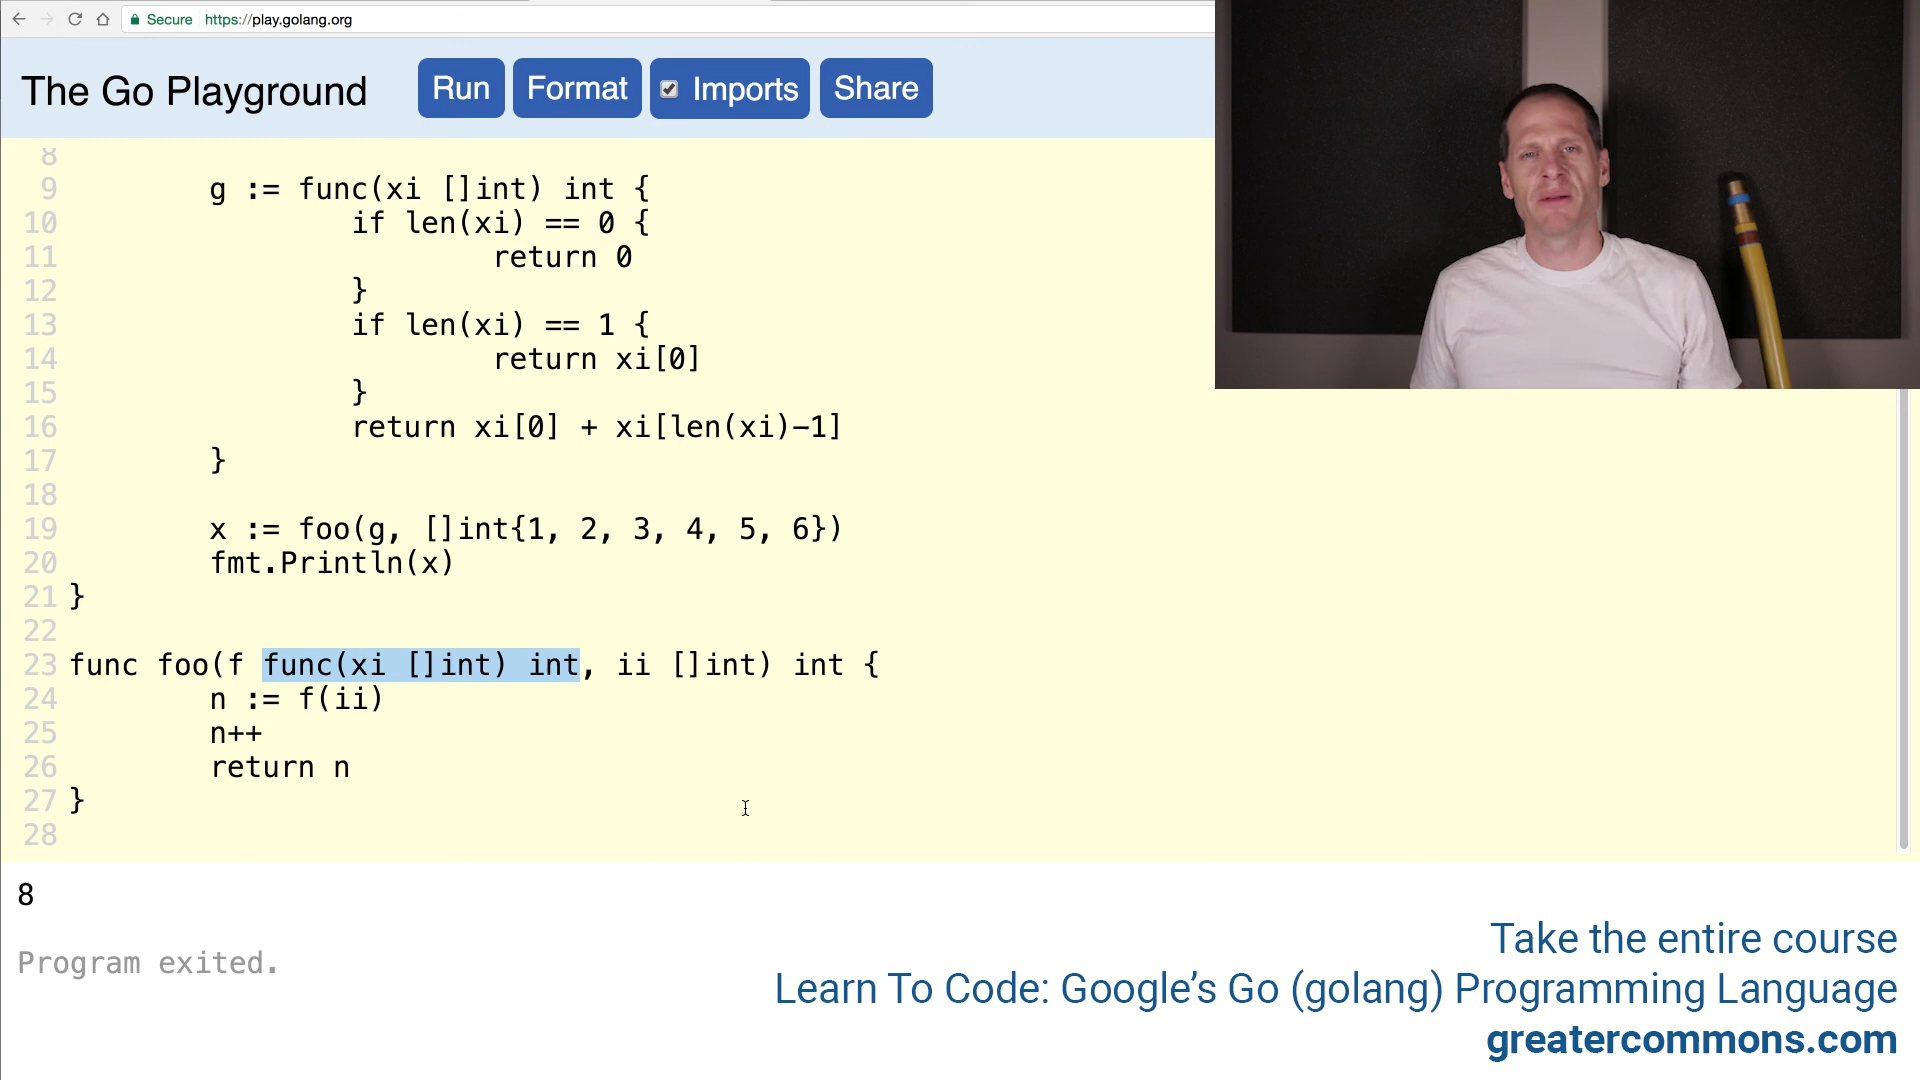 Secure https://play.golang.org
The Go Playground Run Format Imports Share
8
9 g := func(xi []int) int {
10 if len(xi) == 0 {
11 return 0
12 }
13 if len(xi) == 1 {
14 return xi[0]
15 }
16 return xi[0] + xi[len(xi)-1]
17 }
18
19 x := foo(g, []int{1, 2, 3, 4, 5, 6})
20 fmt.Println(x)
21 }
22
23 func foo(f func(xi []int) int, ii []int) int {
24 n := f(ii)
25 n++
26 return n
27 }
28
8
Program exited.
Take the entire course
Learn To Code: Google’s Go (golang) Programming Language
greatercommons.com